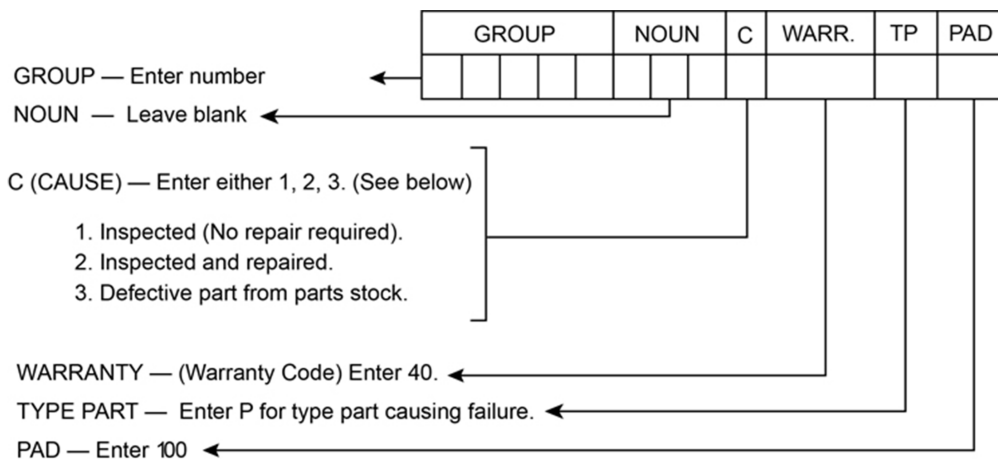 GROUP NOUN C WARR. TP PAD
GROUP — Enter number
NOUN — Leave blank
C (CAUSE) — Enter either 1, 2, 3. (See below)
1. Inspected (No repair required).
2. Inspected and repaired.
3. Defective part from parts stock.
WARRANTY — (Warranty Code) Enter 40.
TYPE PART — Enter P for type part causing failure.
PAD — Enter 100